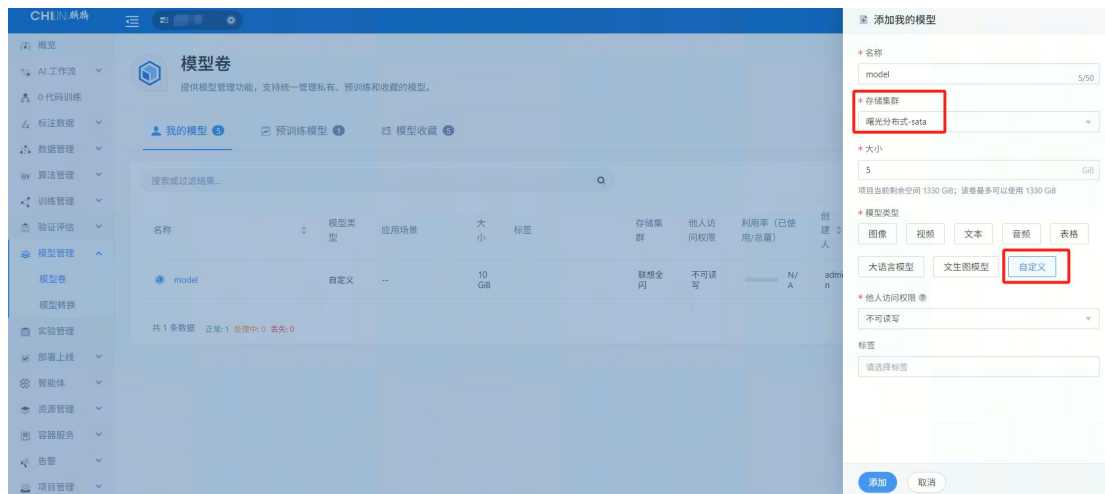 CHILIN.
概览
AI 工作流
0 代码训练
标注数据
数据管理
算法管理
训练管理
验证评估
模型管理
模型卷
模型转换
实验管理
部署上线
智能体
资源管理
容器服务
告警
项目管理
模型卷
提供模型管理功能，支持统一管理私有、预训练和收藏的模型。
我的模型 5
预训练模型 1
模型收藏 5
搜索或过滤结果...
名称
模型类
型
应用场景
大
小
标签
存储集
群
他人访
问权限
利用率（已使
用/总量）
创
建
人
model
自定义
--
10
GiB
联想全
闪
不可读
写
N/
A
admi
n
共 1 条数据 正常: 1 处理中: 0 丢失: 0
添加我的模型
* 名称
model
5/50
* 存储集群
曙光分布式-sata
* 大小
5
GiB
项目当前剩余空间 1330 GiB；该卷最多可以使用 1330 GiB
* 模型类型
图像 视频 文本 音频 表格
大语言模型 文生图模型 自定义
* 他人访问权限
不可读写
标签
请选择标签
添加 取消